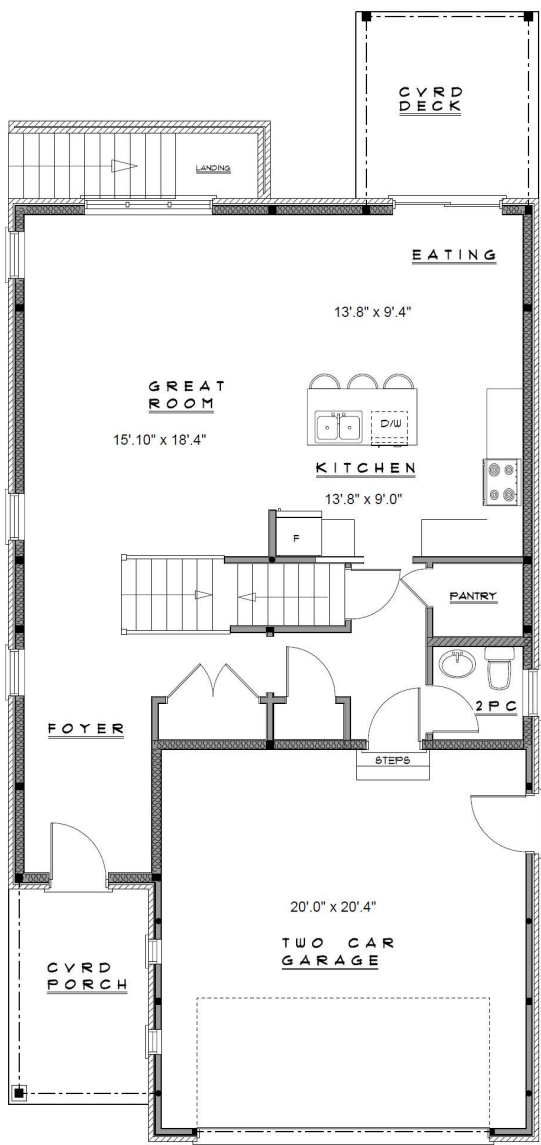 CVRD
DECK
LANDING
EATING
13'.8" x 9'.4"
GREAT
ROOM
15'.10" x 18'.4"
D/W
KITCHEN
13'.8" x 9'.0"
F
PANTRY
2PC
FOYER
STEPS
20'.0" x 20'.4"
TWO CAR
GARAGE
CVRD
PORCH